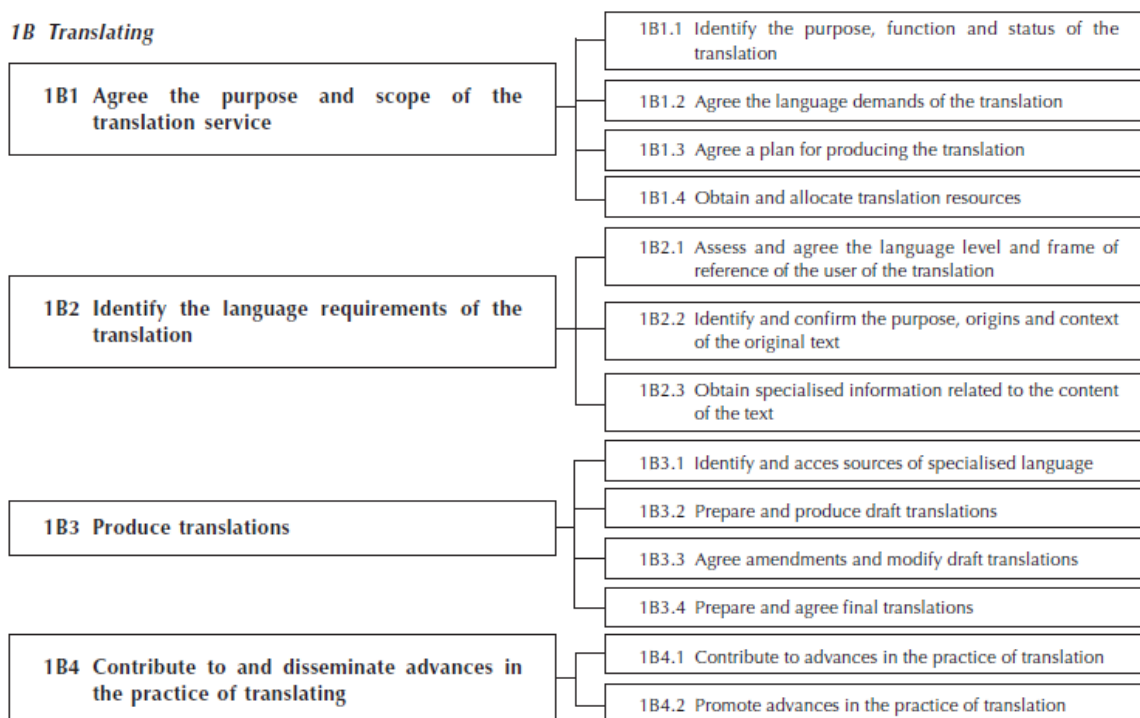 1B Translating
1B1 Agree the purpose and scope of the
translation service
1B1.1 Identify the purpose, function and status of the
translation
1B1.2 Agree the language demands of the translation
1B1.3 Agree a plan for producing the translation
1B1.4 Obtain and allocate translation resources
1B2 Identify the language requirements of the
translation
1B2.1 Assess and agree the language level and frame of
reference of the user of the translation
1B2.2 Identify and confirm the purpose, origins and context
of the original text
1B2.3 Obtain specialised information related to the content
of the text
1B3 Produce translations
1B3.1 Identify and acces sources of specialised language
1B3.2 Prepare and produce draft translations
1B3.3 Agree amendments and modify draft translations
1B3.4 Prepare and agree final translations
1B4 Contribute to and disseminate advances in
the practice of translating
1B4.1 Contribute to advances in the practice of translation
1B4.2 Promote advances in the practice of translation